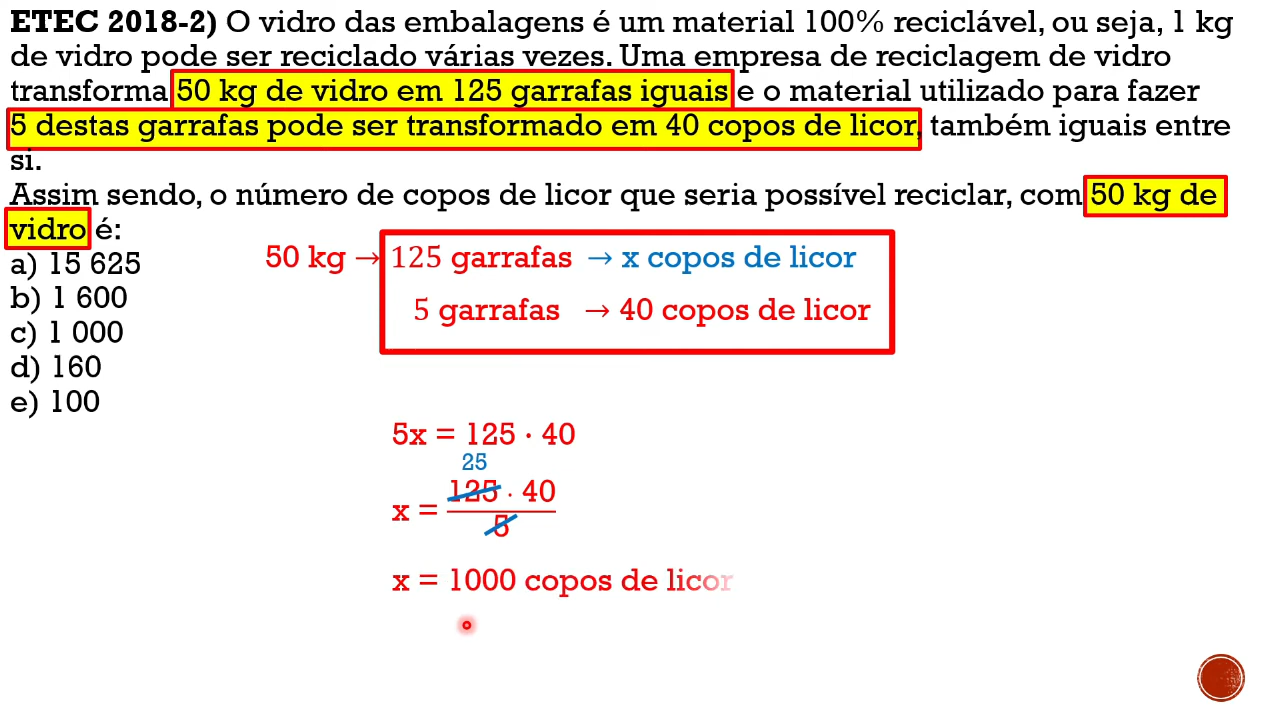 ETEC 2018-2) O vidro das embalagens é um material 100% reciclável, ou seja, 1 kg
de vidro pode ser reciclado várias vezes. Uma empresa de reciclagem de vidro
transforma 50 kg de vidro em 125 garrafas iguais e o material utilizado para fazer
5 destas garrafas pode ser transformado em 40 copos de licor, também iguais entre
si.
Assim sendo, o número de copos de licor que seria possível reciclar, com 50 kg de
vidro é:
a) 15 625
b) 1 600
c) 1 000
d) 160
e) 100
50 kg → 125 garrafas → x copos de licor
5 garrafas → 40 copos de licor
5x = 125 · 40
25
x = 125 · 40
5
x = 1000 copos de licor